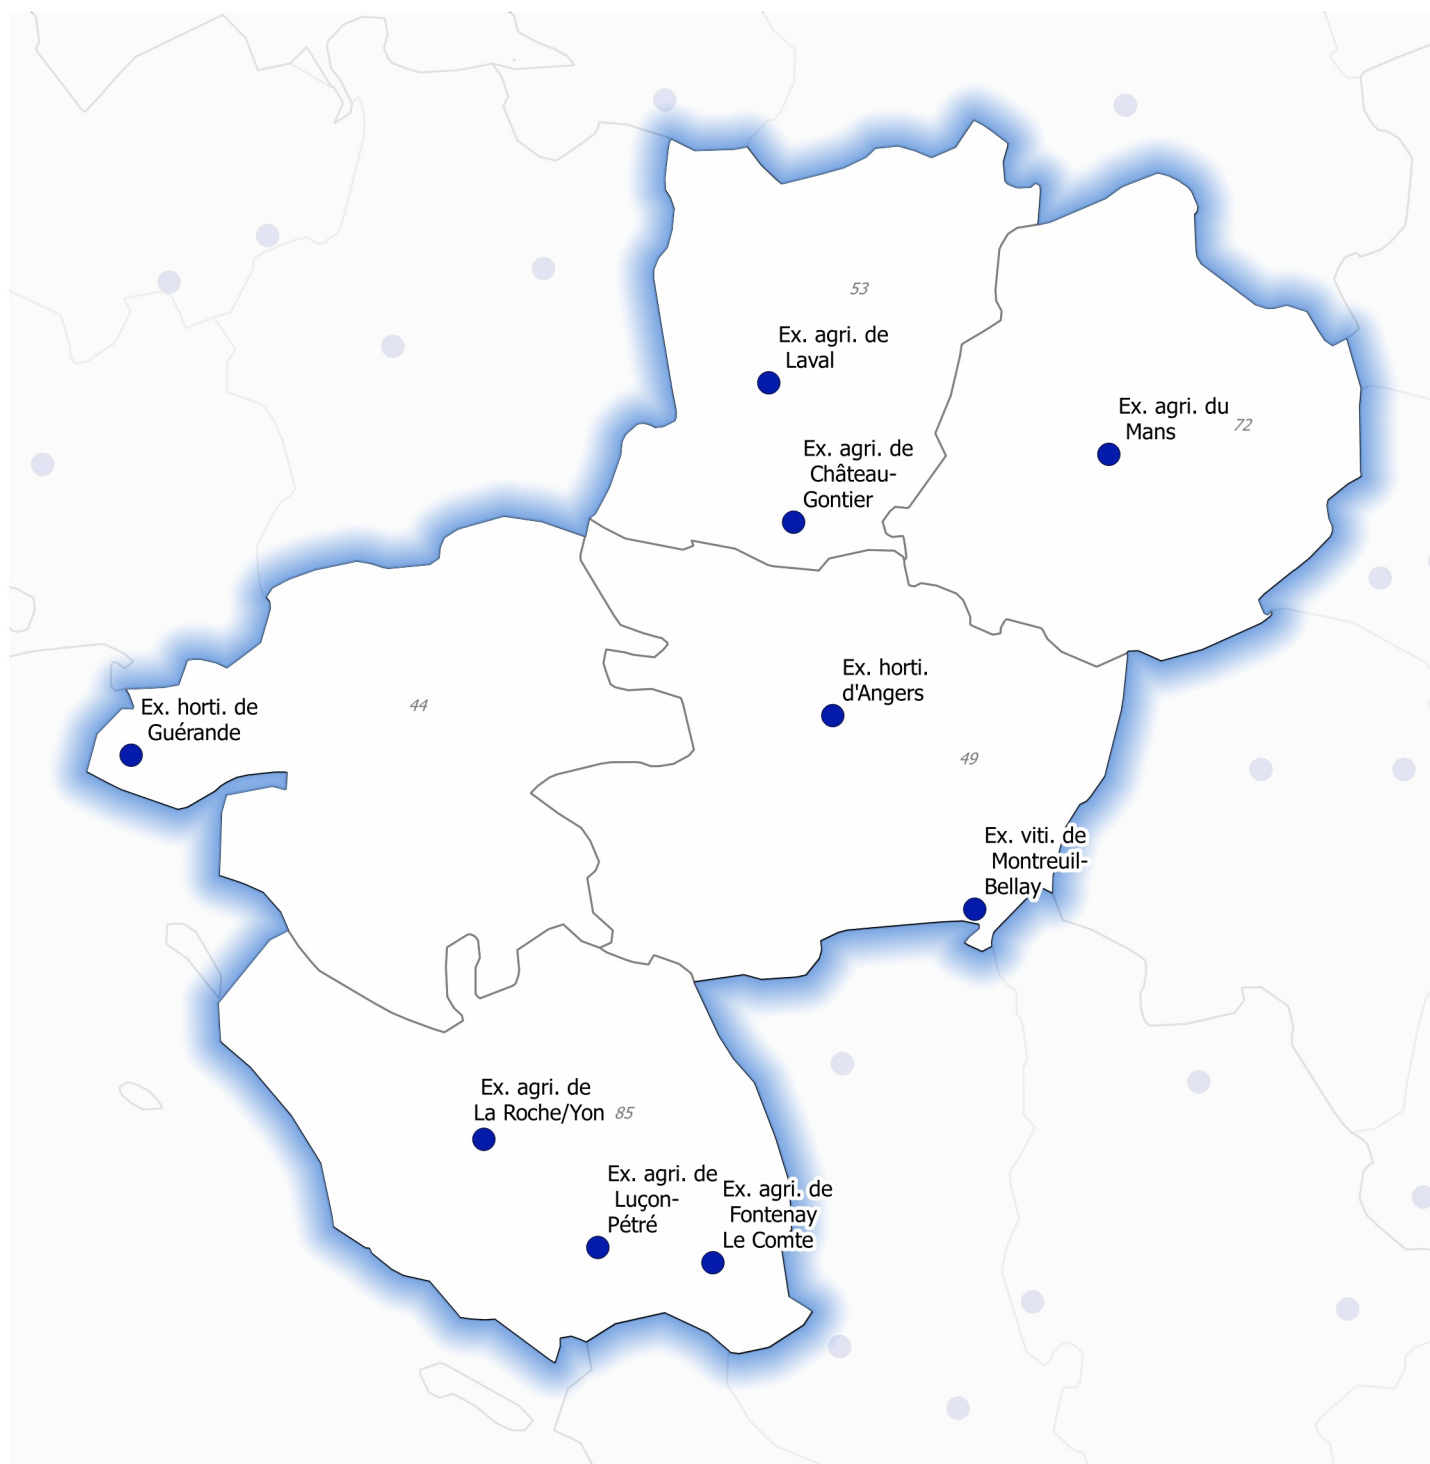 53
Ex. agri. de
Laval
Ex. agri. du
Mans
72
Ex. agri. de
Château-
Gontier
Ex. horti.
d'Angers
Ex. horti. de
Guérande
44
49
Ex. viti. de
Montreuil-
Bellay
Ex. agri. de
La Roche/Yon
85
Ex. agri. de
Luçon-
Pétré
Ex. agri. de
Fontenay
Le Comte